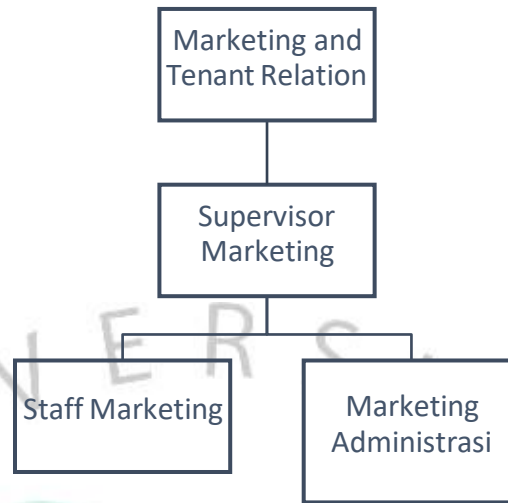 Marketing and
Tenant Relation
Supervisor
Marketing
Staff Marketing
Marketing
Administrasi